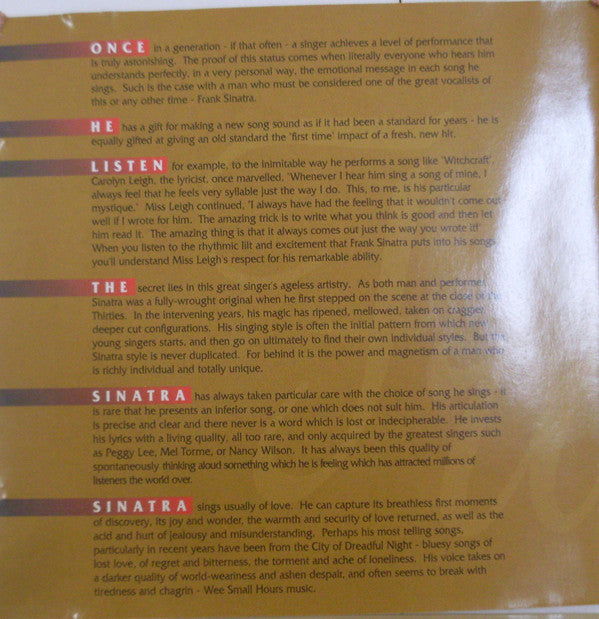 ONCE in a generation - if that often - a singer achieves a level of performance that
is truly astonishing. The proof of this status comes when literally everyone who hears him
understands perfectly, in a very personal way, the emotional message in each song he
sings. Such is the case with a man who must be considered one of the great vocalists of
this or any other time - Frank Sinatra.
HE has a gift for making a new song sound as if it had been a standard for years - he is
equally gifted at giving an old standard the 'first time' impact of a fresh, new hit.
LISTEN for example, to the inimitable way he performs a song like 'Witchcraft',
Carolyn Leigh, the lyricist, once marvelled, 'Whenever I hear him sing a song of mine, I
always feel that he feels very syllable just the way I do. This, to me, is his particular
mystique.' Miss Leigh continued, 'I always have had the feeling that it wouldn't come out
well if I wrote for him. The amazing trick is to write what you think is good and then let
him read it. The amazing thing is that it always comes out just the way you wrote it!'
When you listen to the rhythmic lilt and excitement that Frank Sinatra puts into his songs
you'll understand Miss Leigh's respect for his remarkable ability.
THE secret lies in this great singer's ageless artistry. As both man and performer
Sinatra was a fully-wrought original when he first stepped on the scene at the close of the
Thirties. In the intervening years, his magic has ripened, mellowed, taken on craggier
deeper cut configurations. His singing style is often the initial pattern from which new
young singers starts, and then go on ultimately to find their own individual styles. But the
Sinatra style is never duplicated. For behind it is the power and magnetism of a man who
is richly individual and totally unique.
SINATRA has always taken particular care with the choice of song he sings - it
is rare that he presents an inferior song, or one which does not suit him. His articulation
is precise and clear and there never is a word which is lost or indecipherable. He invests
his lyrics with a living quality, all too rare, and only acquired by the greatest singers such
as Peggy Lee, Mel Torme, or Nancy Wilson. It has always been this quality of
spontaneously thinking aloud something which he is feeling which has attracted millions of
listeners the world over.
SINATRA sings usually of love. He can capture its breathless first moments
of discovery, its joy and wonder, the warmth and security of love returned, as well as the
acid and hurt of jealousy and misunderstanding. Perhaps his most telling songs,
particularly in recent years have been from the City of Dreadful Night - bluesy songs of
lost love, of regret and bitterness, the torment and ache of loneliness. His voice takes on
a darker quality of world-weariness and ashen despair, and often seems to break with
tiredness and chagrin - Wee Small Hours music.